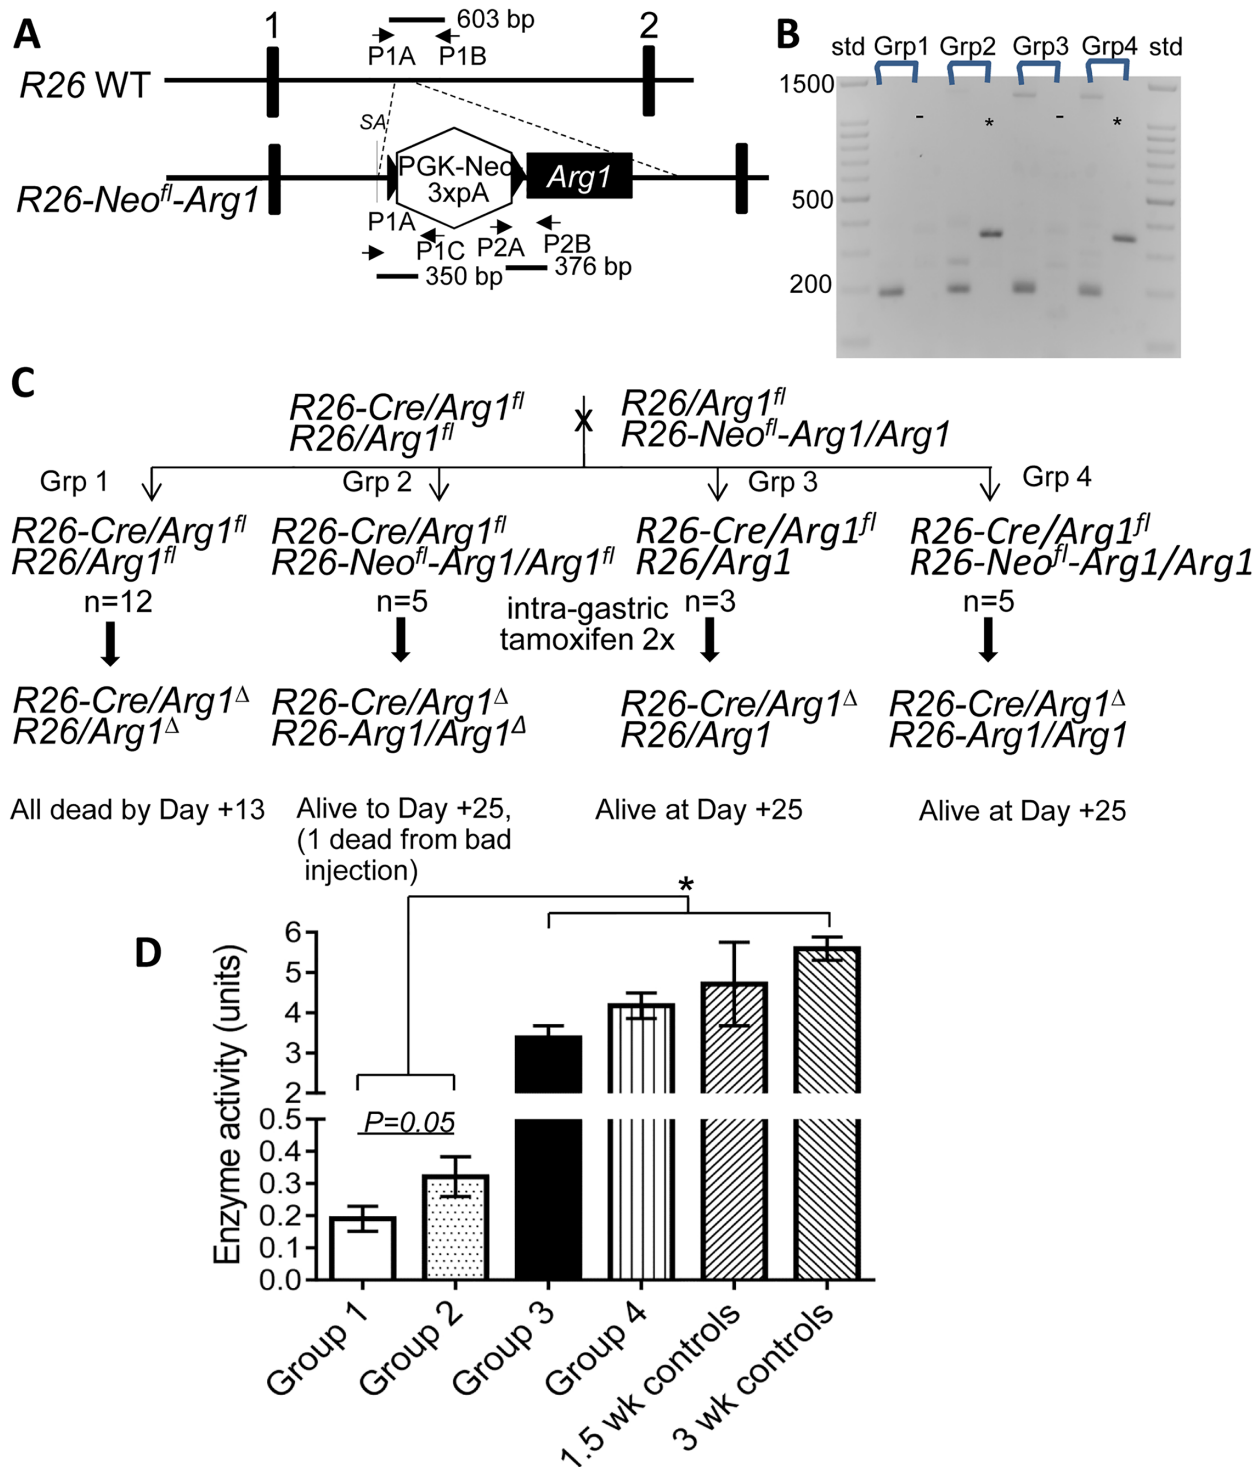 A
1
603 bp
2
P1A
P1B
R26 WT
SA
PGK-Neo
3xpA
Arg1
R26-Neofl-Arg1
P1A
P1C
P2A
P2B
350 bp
376 bp
B
std Grp1 Grp2 Grp3 Grp4 std
1500
- * - *
500
200
C
R26-Cre/Arg1fl
R26/Arg1fl
X
R26/Arg1fl
R26-Neofl-Arg1/Arg1
Grp 1
Grp 2
Grp 3
Grp 4
R26-Cre/Arg1fl
R26/Arg1fl
n=12
R26-Cre/Arg1fl
R26-Neofl-Arg1/Arg1fl
n=5
intra-gastric
tamoxifen 2x
R26-Cre/Arg1fl
R26/Arg1
n=3
R26-Cre/Arg1fl
R26-Neofl-Arg1/Arg1
n=5
R26-Cre/Arg1Δ
R26/Arg1Δ
R26-Cre/Arg1Δ
R26-Arg1/Arg1Δ
R26-Cre/Arg1Δ
R26/Arg1
R26-Cre/Arg1Δ
R26-Arg1/Arg1
All dead by Day +13
Alive to Day +25,
(1 dead from bad
injection)
Alive at Day +25
Alive at Day +25
D
*
Enzyme activity (units)
6
5
4
3
2
0.5
0.4
0.3
0.2
0.1
0.0
P=0.05
Group 1
Group 2
Group 3
Group 4
1.5 wk controls
3 wk controls